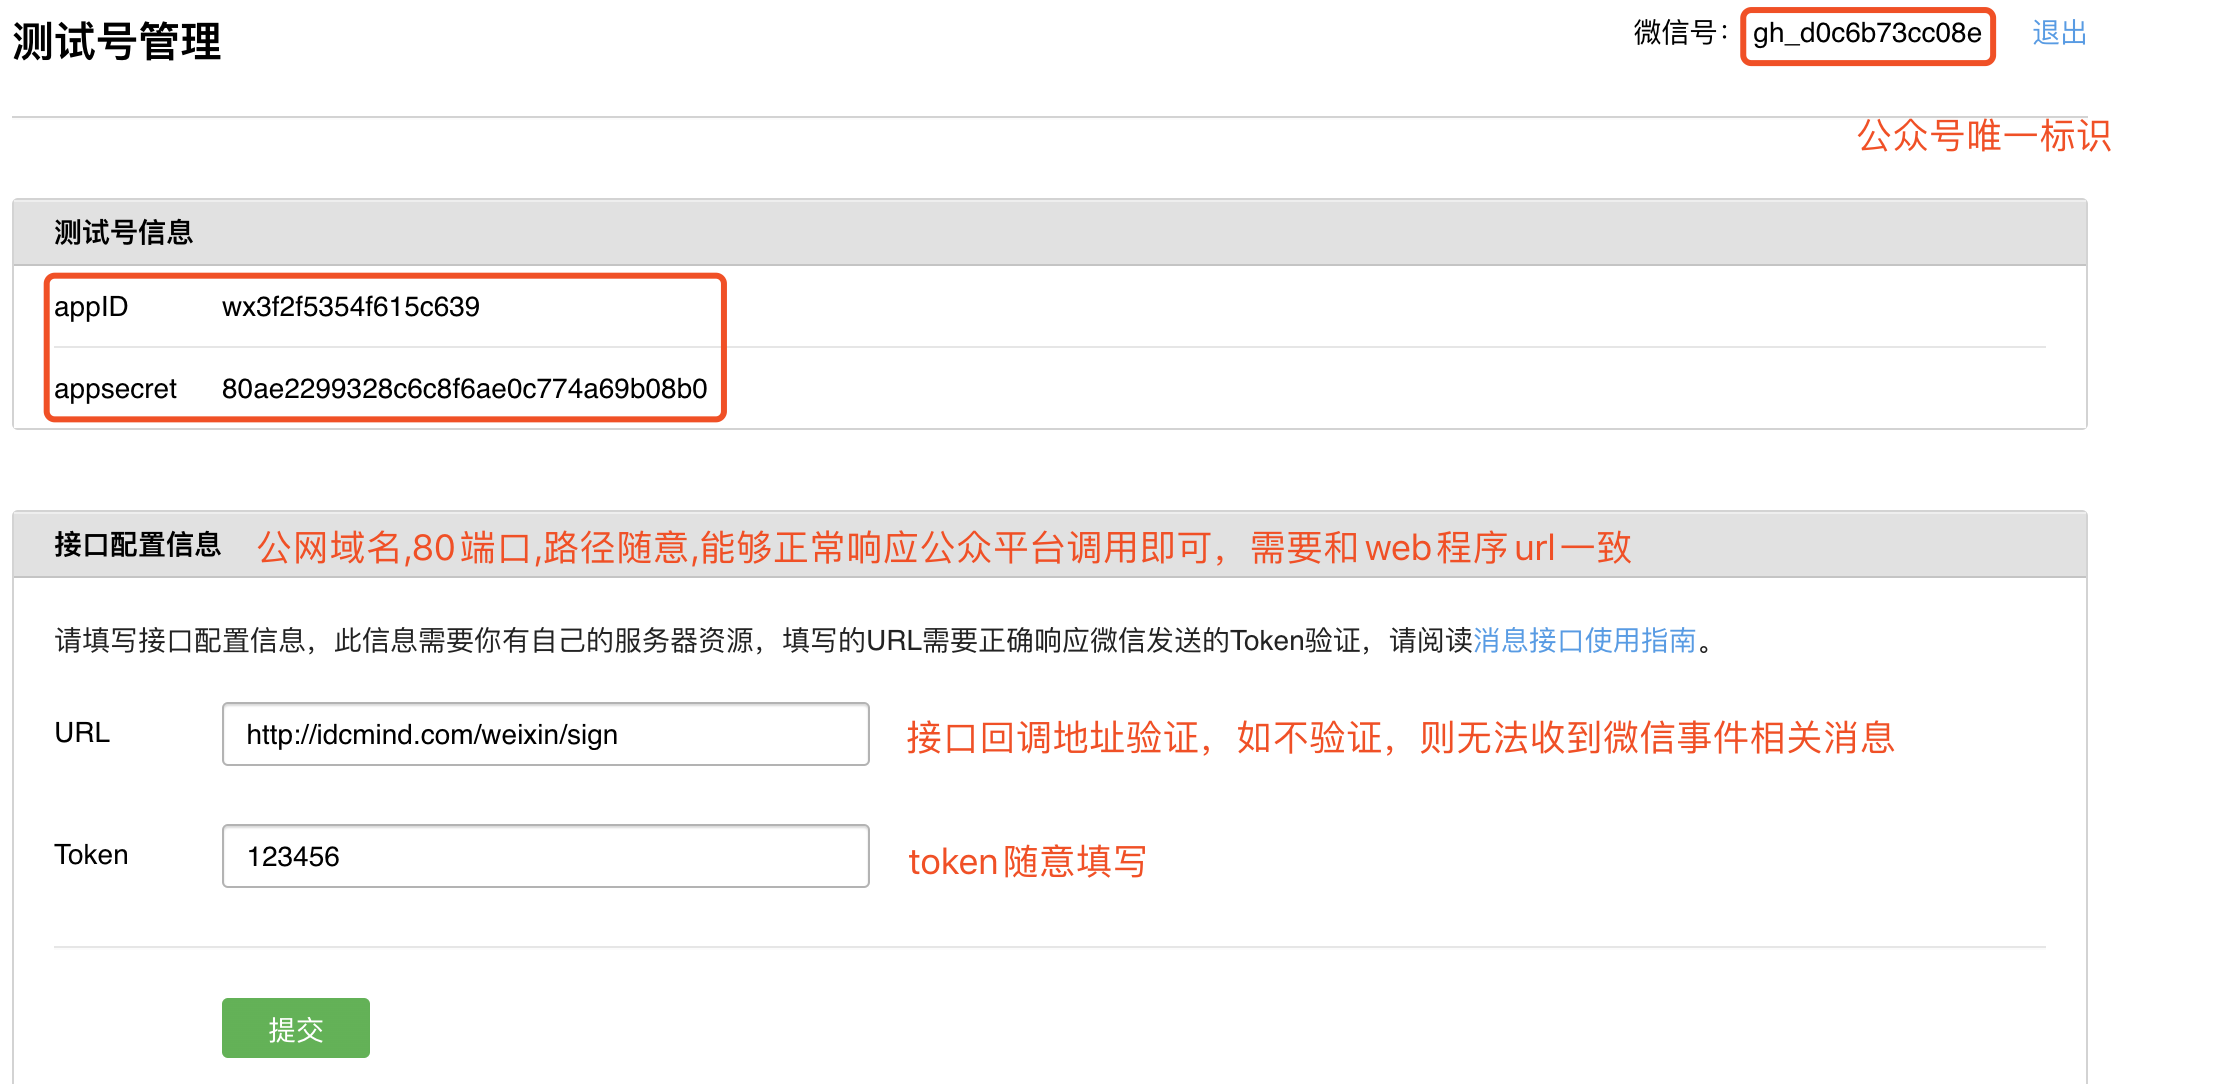 测试号管理
微信号：gh_d0c6b73cc08e 退出
公众号唯一标识
测试号信息
appID wx3f2f5354f615c639
appsecret 80ae2299328c6c8f6ae0c774a69b08b0
接口配置信息 公网域名,80端口,路径随意,能够正常响应公众平台调用即可，需要和web程序url一致
请填写接口配置信息，此信息需要你有自己的服务器资源，填写的URL需要正确响应微信发送的Token验证，请阅读消息接口使用指南。
URL http://idcmind.com/weixin/sign 接口回调地址验证，如不验证，则无法收到微信事件相关消息
Token 123456 token随意填写
提交